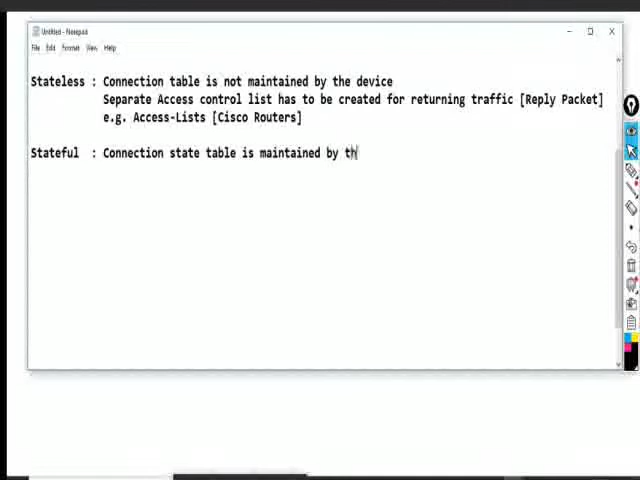 Untitled - Notepad
File Edit Format View Help
Stateless : Connection table is not maintained by the device
Separate Access control list has to be created for returning traffic [Reply Packet]
e.g. Access-Lists [Cisco Routers]
Stateful : Connection state table is maintained by th